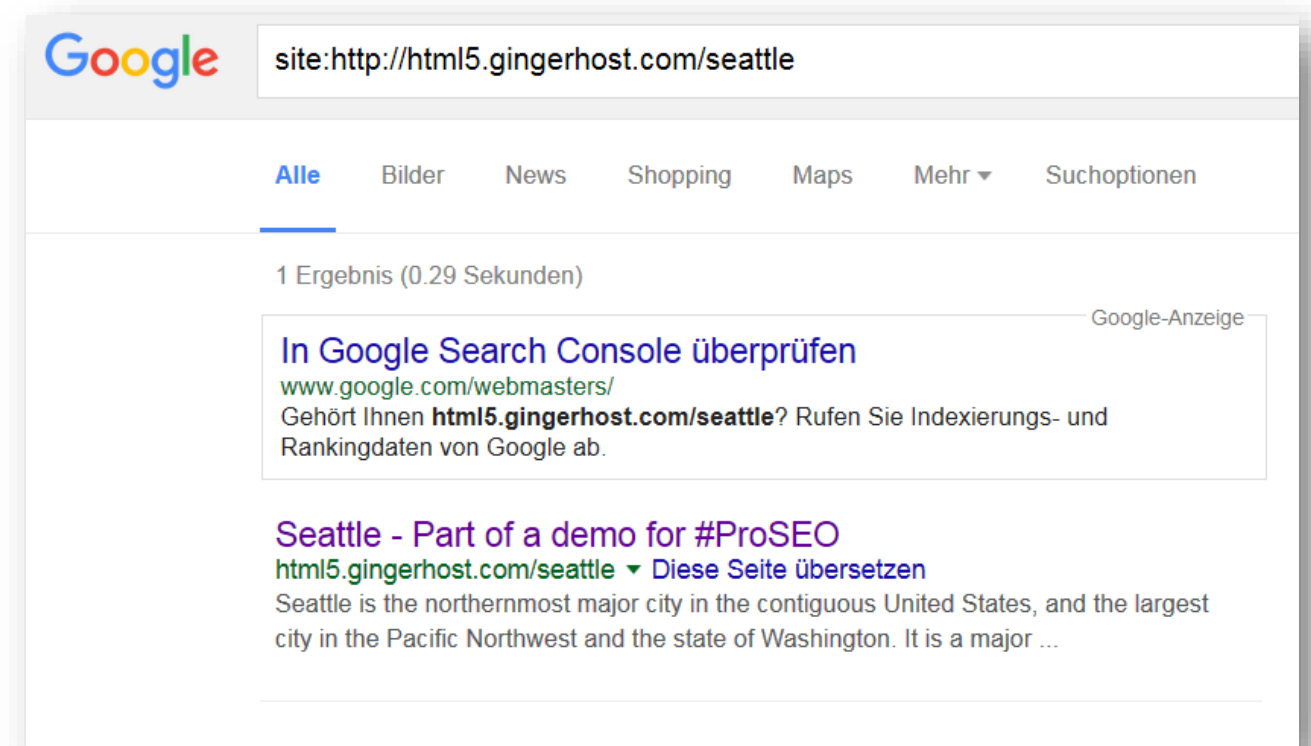 Google site:http://html5.gingerhost.com/seattle
Alle Bilder News Shopping Maps Mehr Suchoptionen
1 Ergebnis (0.29 Sekunden)
Google-Anzeige
In Google Search Console überprüfen
www.google.com/webmasters/
Gehört Ihnen html5.gingerhost.com/seattle? Rufen Sie Indexierungs- und
Rankingdaten von Google ab.
Seattle - Part of a demo for #ProSEO
html5.gingerhost.com/seattle Diese Seite übersetzen
Seattle is the northernmost major city in the contiguous United States, and the largest
city in the Pacific Northwest and the state of Washington. It is a major ...